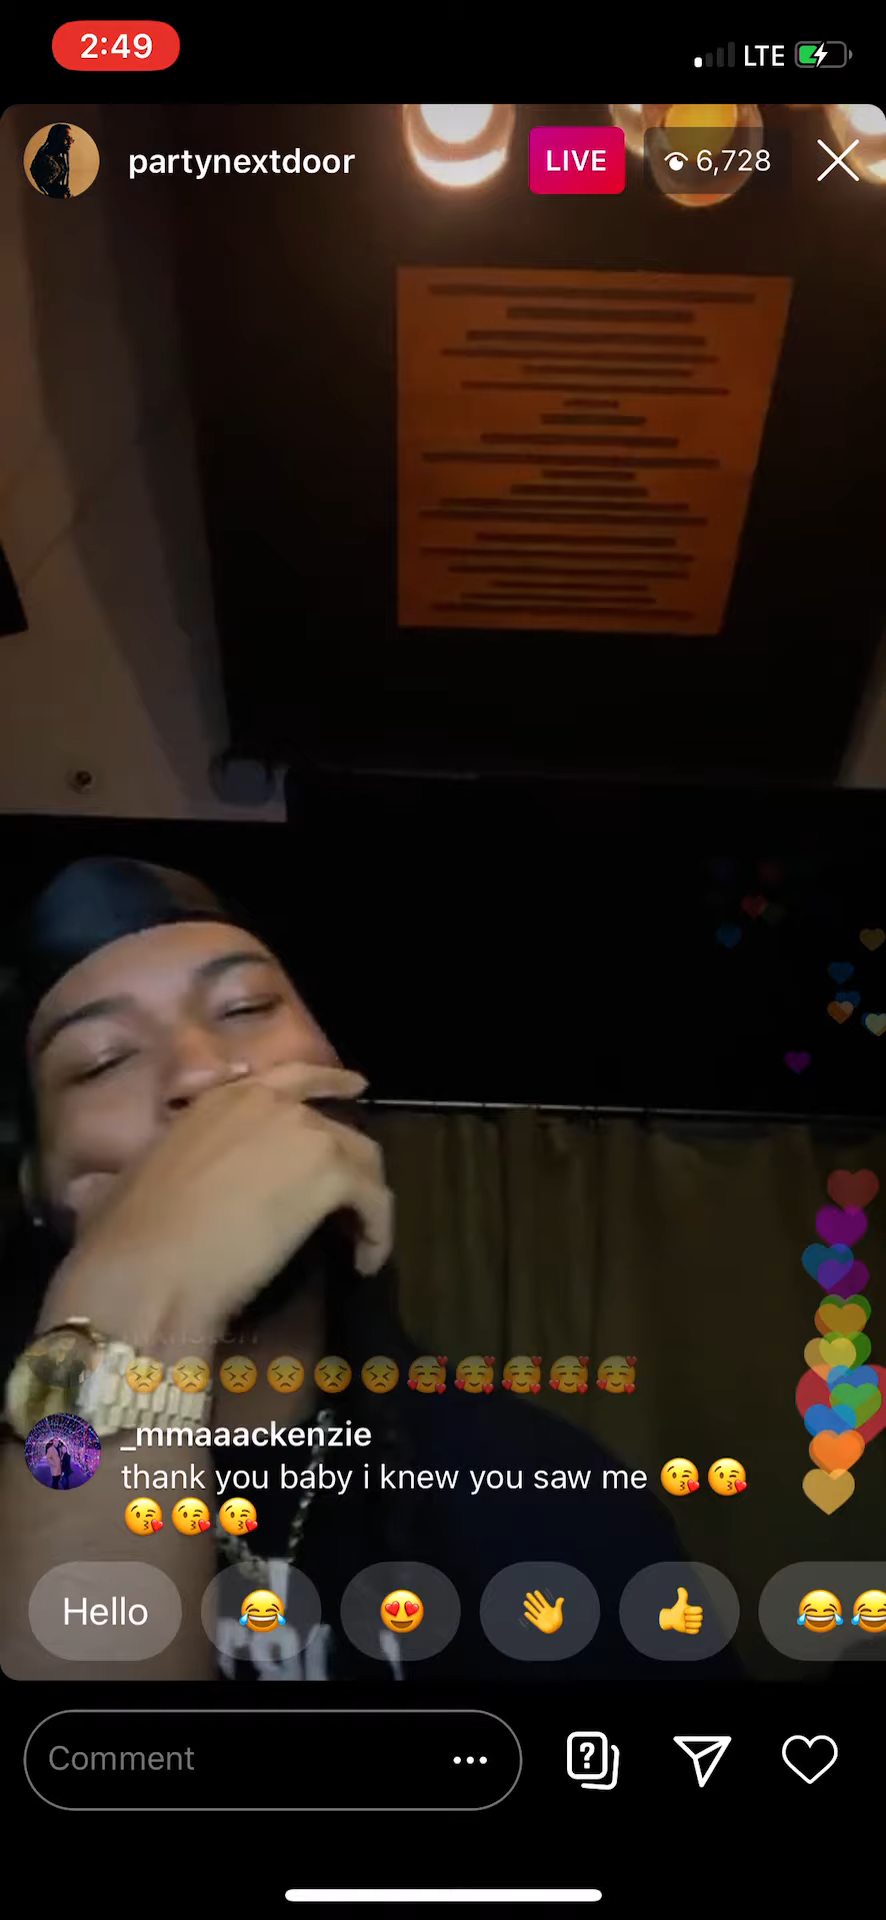 2:49
LTE
partynextdoor
LIVE
6,728
😣😣😣😣😣😣🥰🥰🥰🥰🥰
_mmaaackenzie
thank you baby i knew you saw me 😘😘
😘😘😘
Hello
Comment